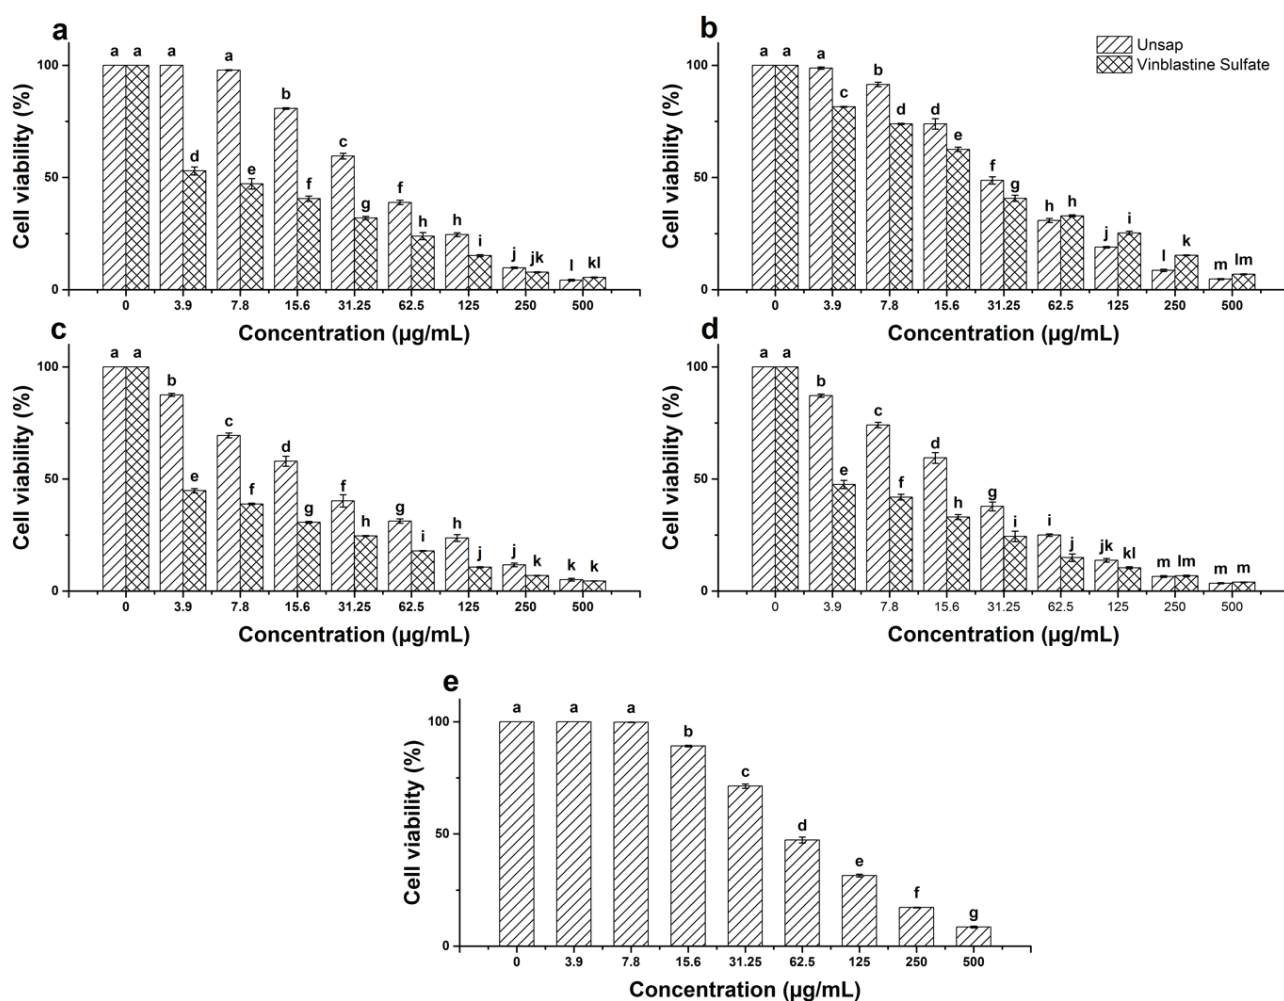 a
a a a a b c f h j l
d e f g h i jk kl
Cell viability (%)
100
50
0
0 3.9 7.8 15.6 31.25 62.5 125 250 500
Concentration (µg/mL)
b
Unsap
Vinblastine Sulfate
a a a b d f h j l m
c d e g h i k lm
Cell viability (%)
100
50
0
0 3.9 7.8 15.6 31.25 62.5 125 250 500
Concentration (µg/mL)
c
a a b c d f g h j k
e f g h i j k k
Cell viability (%)
100
50
0
0 3.9 7.8 15.6 31.25 62.5 125 250 500
Concentration (µg/mL)
d
a a b c d g i jk m m
e f h i j kl lm m
Cell viability (%)
100
50
0
0 3.9 7.8 15.6 31.25 62.5 125 250 500
Concentration (µg/mL)
e
a a a b c d e f g
Cell viability (%)
100
50
0
0 3.9 7.8 15.6 31.25 62.5 125 250 500
Concentration (µg/mL)